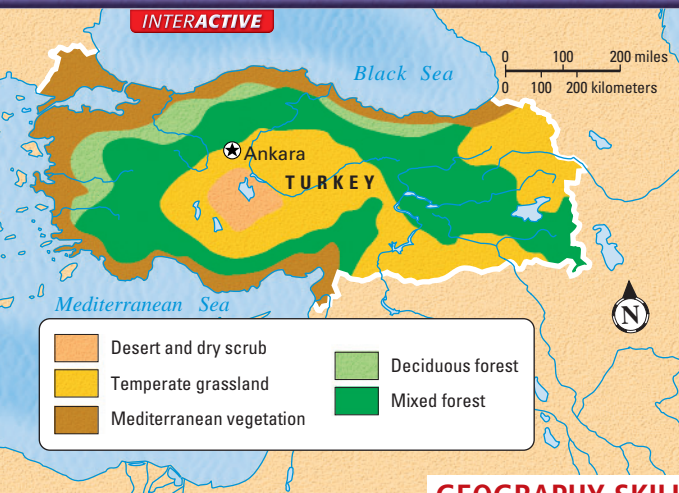 INTERACTIVE
Black Sea
0 100 200 miles
0 100 200 kilometers
Ankara
TURKEY
Mediterranean Sea
N
Desert and dry scrub
Temperate grassland
Mediterranean vegetation
Deciduous forest
Mixed forest